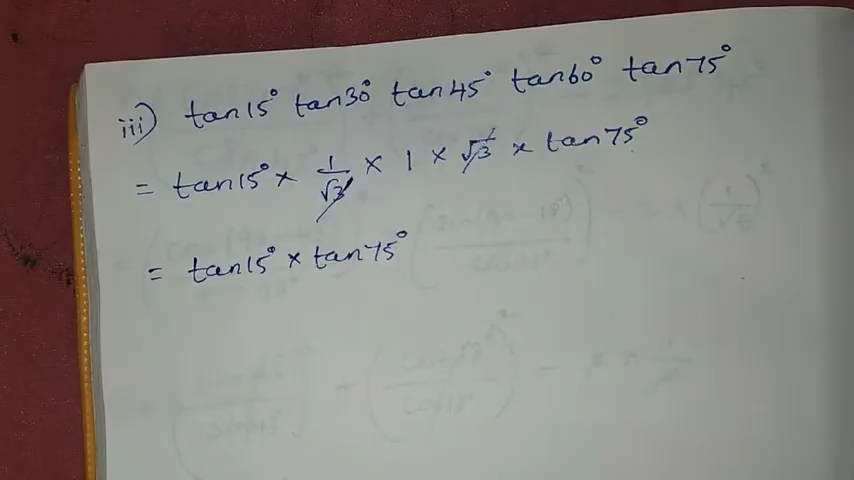 iii) tan15° tan30° tan45° tan60° tan75°
= tan15° × 1/√3 × 1 × √3 × tan75°
= tan15° × tan75°